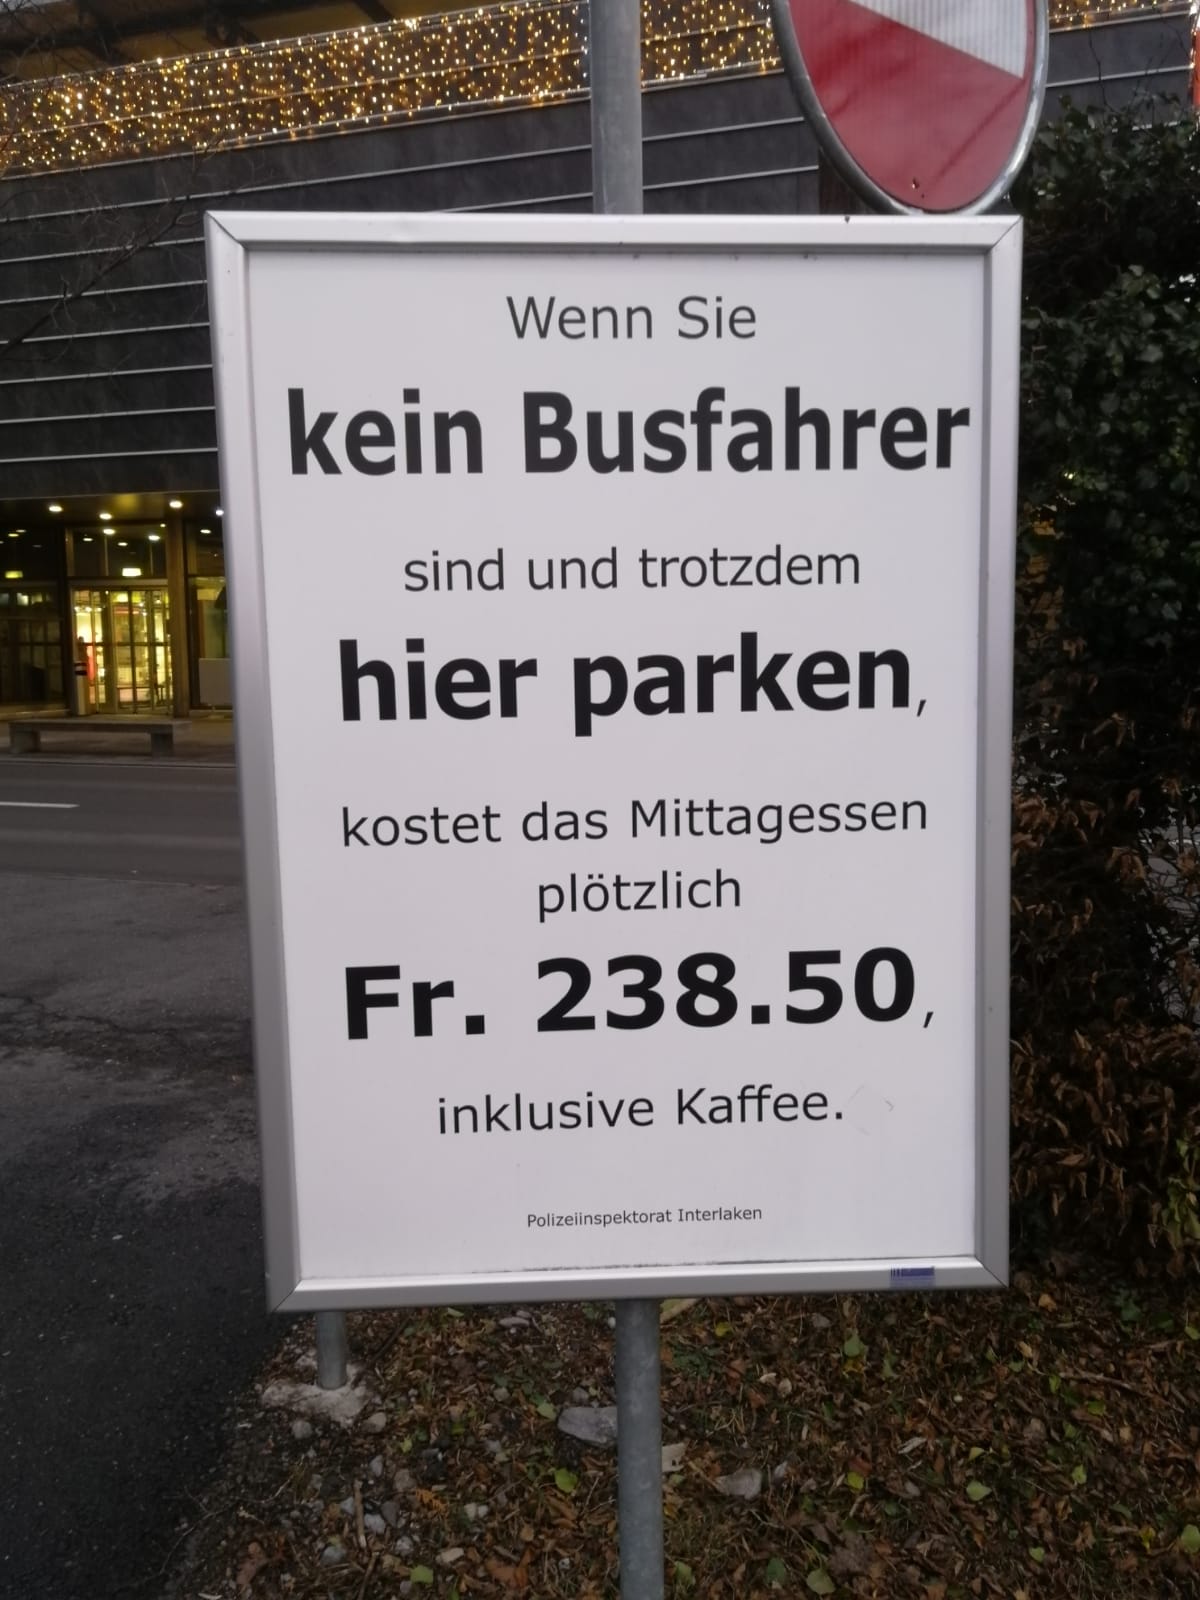 Wenn Sie
kein Busfahrer
sind und trotzdem
hier parken,
kostet das Mittagessen
plötzlich
Fr. 238.50,
inklusive Kaffee.
Polizeiinspektorat Interlaken